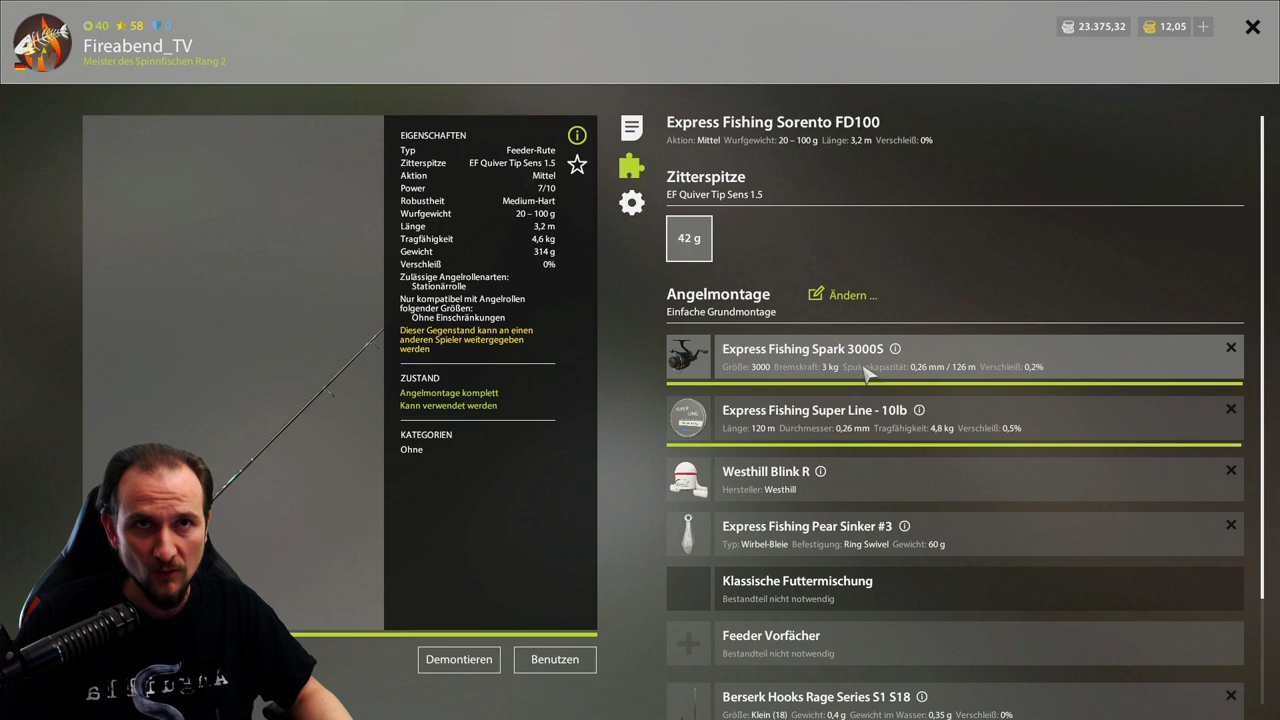 40 58 0
Fireabend_TV
Meister des Spinnfischen Rang 2
23.375,32 12,05
EIGENSCHAFTEN
Typ Feeder-Rute
Zitterspitze EF Quiver Tip Sens 1.5
Aktion Mittel
Power 7/10
Robustheit Medium-Hart
Wurfgewicht 20 – 100 g
Länge 3,2 m
Tragfähigkeit 4,6 kg
Gewicht 314 g
Verschleiß 0%
Zulässige Angelrollenarten:
Stationärrolle
Nur kompatibel mit Angelrollen
folgender Größen:
Ohne Einschränkungen
Dieser Gegenstand kann an einen
anderen Spieler weitergegeben
werden
ZUSTAND
Angelmontage komplett
Kann verwendet werden
KATEGORIEN
Ohne
Demontieren Benutzen
Express Fishing Sorento FD100
Aktion: Mittel Wurfgewicht: 20 – 100 g Länge: 3,2 m Verschleiß: 0%
Zitterspitze
EF Quiver Tip Sens 1.5
42 g
Angelmontage Ändern ...
Einfache Grundmontage
Express Fishing Spark 3000S
Größe: 3000 Bremskraft: 3 kg 0,26 mm / 126 m Verschleiß: 0,2%
Express Fishing Super Line - 10lb
Länge: 120 m Durchmesser: 0,26 mm Tragfähigkeit: 4,8 kg Verschleiß: 0,5%
Westhill Blink R
Hersteller: Westhill
Express Fishing Pear Sinker #3
Typ: Wirbel-Bleie Befestigung: Ring Swivel Gewicht: 60 g
Klassische Futtermischung
Bestandteil nicht notwendig
Feeder Vorfächer
Bestandteil nicht notwendig
Berserk Hooks Rage Series S1 S18
Größe: Klein (18) Gewicht: 0,4 g Gewicht im Wasser: 0,35 g Verschleiß: 0%